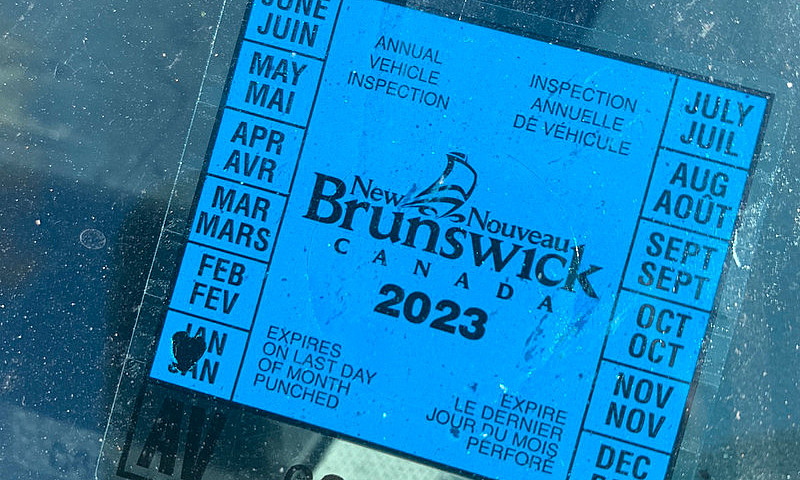 JUNE
JUIN
MAY
MAI
APR
AVR
MAR
MARS
FEB
FEV
JAN
JAN
ANNUAL
VEHICLE
INSPECTION
INSPECTION
ANNUELLE
DE VÉHICULE
New Nouveau-
Brunswick
CANADA
2023
EXPIRES
ON LAST DAY
OF MONTH
PUNCHED
EXPIRE
LE DERNIER
JOUR DU MOIS
PERFORÉ
JULY
JUIL
AUG
AOÛT
SEPT
SEPT
OCT
OCT
NOV
NOV
DEC
AV